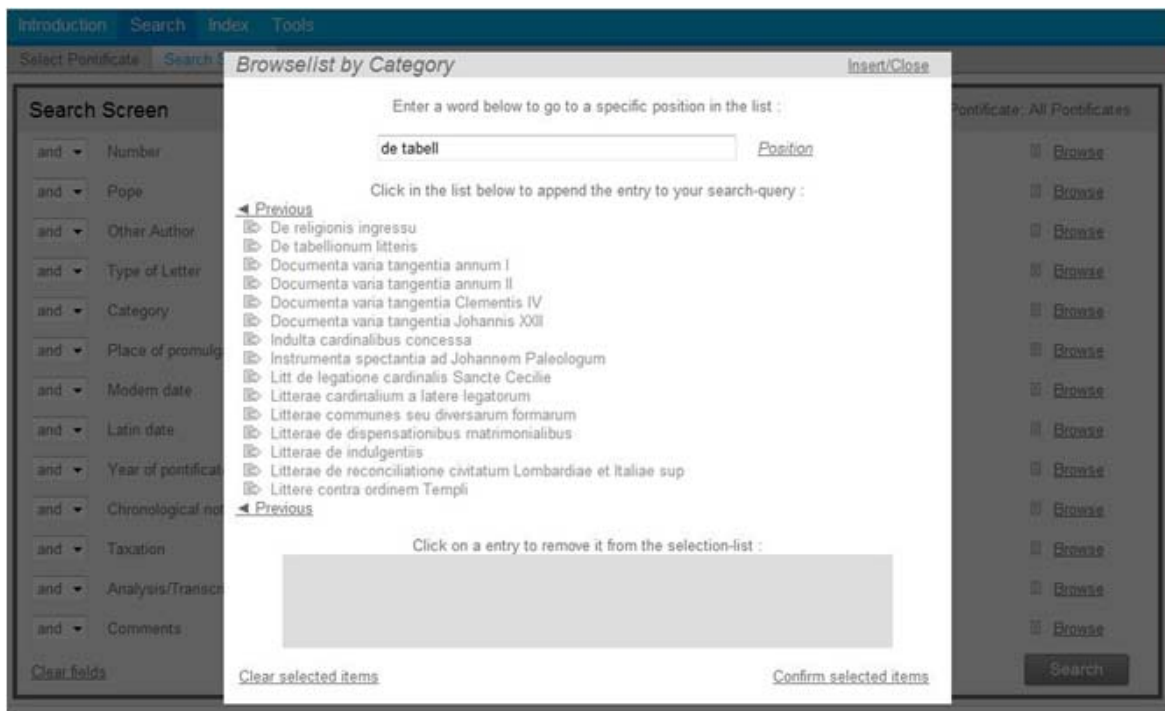 Introduction Search Index Tools
Select Pontificate Search S
Browselist by Category Insert/Close
Search Screen Pontificate: All Pontificates
Enter a word below to go to a specific position in the list :
de tabell Position
Click in the list below to append the entry to your search-query :
◄ Previous
De religionis ingressu
De tabellionum litteris
Documenta varia tangentia annum I
Documenta varia tangentia annum II
Documenta varia tangentia Clementis IV
Documenta varia tangentia Johannis XXII
Indulta cardinalibus concessa
Instrumenta spectantia ad Johannem Paleologum
Litt de legatione cardinalis Sancte Cecilie
Litterae cardinalium a latere legatorum
Litterae communes seu diversarum formarum
Litterae de dispensationibus matrimonialibus
Litterae de indulgentiis
Litterae de reconciliatione civitatum Lombardiae et Italiae sup
Littere contra ordinem Templi
◄ Previous
Click on a entry to remove it from the selection-list :
Clear selected items Confirm selected items
and Number Browse
and Pope Browse
and Other Author Browse
and Type of Letter Browse
and Category Browse
and Place of promulg Browse
and Modern date Browse
and Latin date Browse
and Year of pontificat Browse
and Chronological not Browse
and Taxation Browse
and Analysis/Transcri Browse
and Comments Browse
Clear fields Search